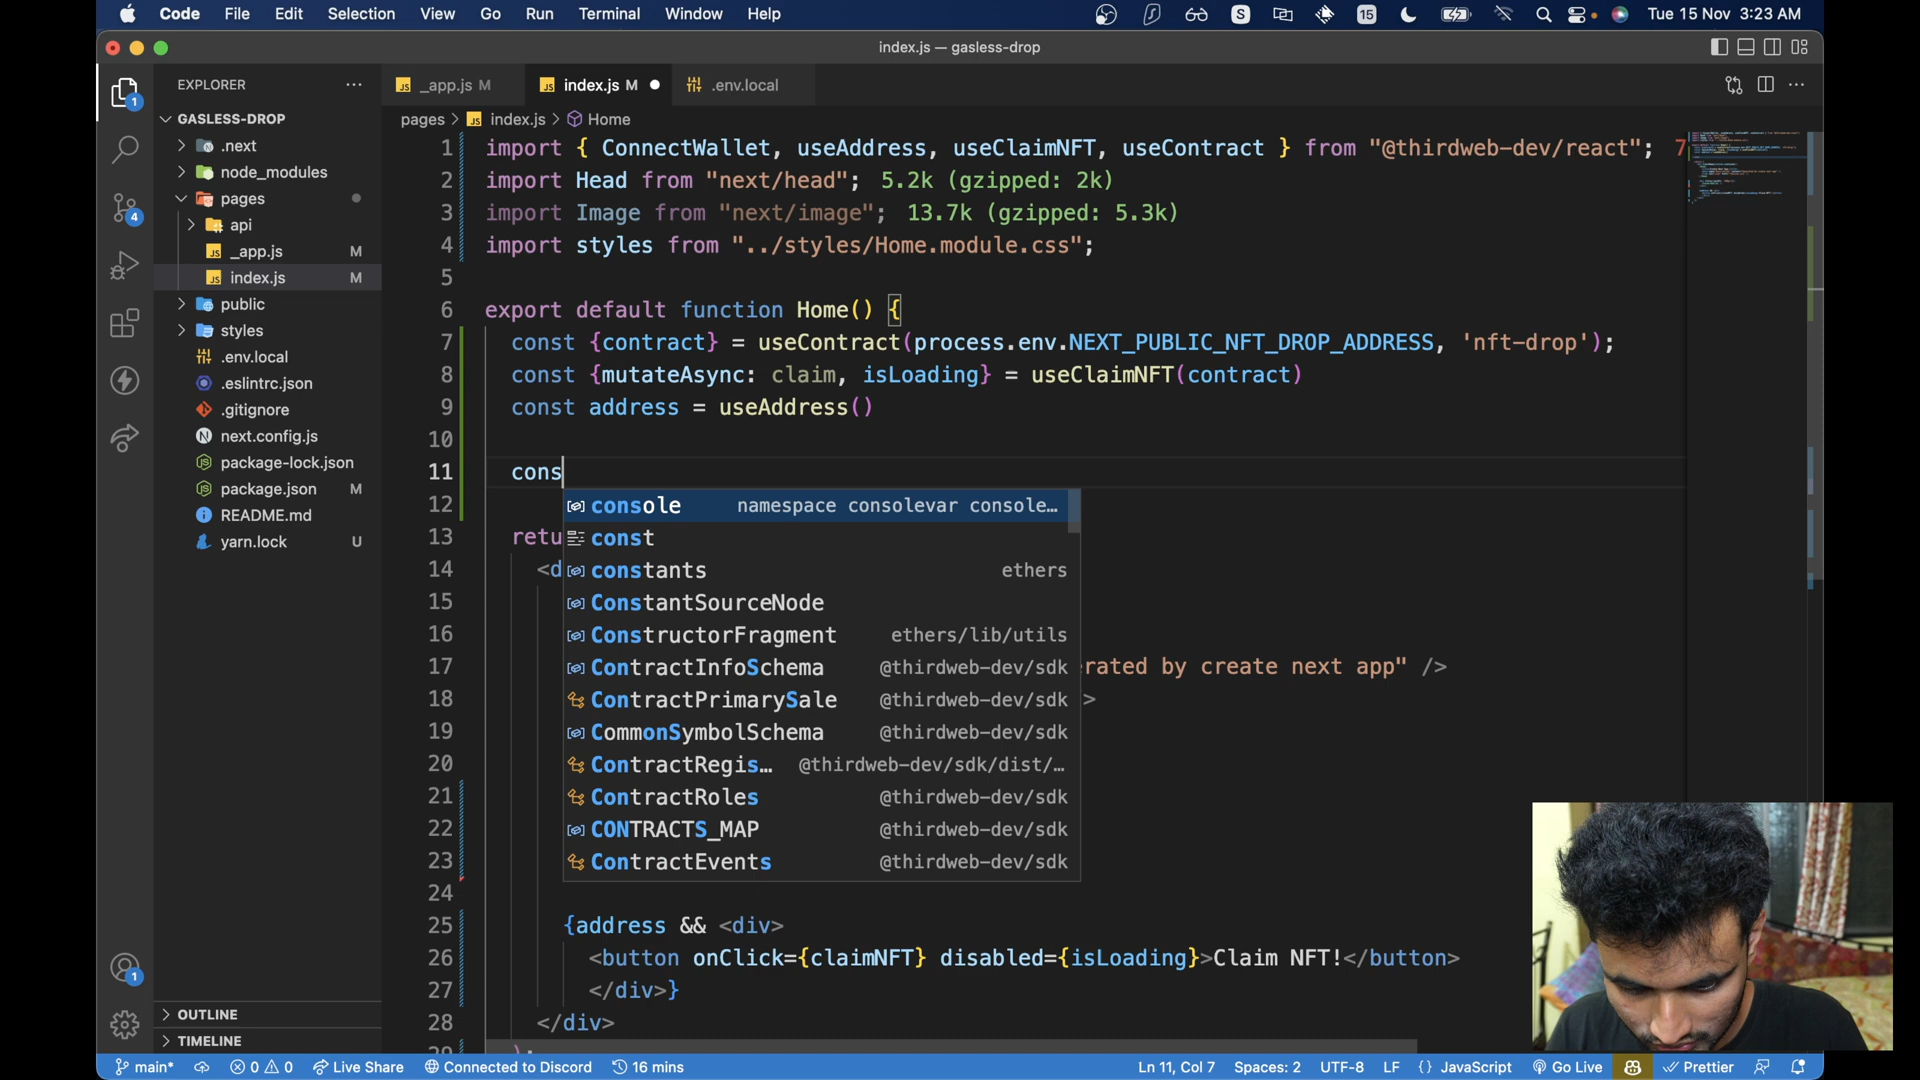 Code File Edit Selection View Go Run Terminal Window Help 15 Tue 15 Nov 3:23 AM
index.js — gasless-drop
EXPLORER
_app.js M index.js M .env.local
GASLESS-DROP
pages > index.js > Home
.next
node_modules
pages
api
_app.js M
index.js M
public
styles
.env.local
.eslintrc.json
.gitignore
next.config.js
package-lock.json
package.json M
README.md
yarn.lock U
OUTLINE
TIMELINE
1
4
1
1 import { ConnectWallet, useAddress, useClaimNFT, useContract } from "@thirdweb-dev/react"; 7
2 import Head from "next/head"; 5.2k (gzipped: 2k)
3 import Image from "next/image"; 13.7k (gzipped: 5.3k)
4 import styles from "../styles/Home.module.css";
5
6 export default function Home() {
7 const {contract} = useContract(process.env.NEXT_PUBLIC_NFT_DROP_ADDRESS, 'nft-drop');
8 const {mutateAsync: claim, isLoading} = useClaimNFT(contract)
9 const address = useAddress()
10
11 cons
12 console namespace consolevar console…
13 retu const
14 <d constants ethers
15 ConstantSourceNode
16 ConstructorFragment ethers/lib/utils
17 ContractInfoSchema @thirdweb-dev/sdk erated by create next app" />
18 ContractPrimarySale @thirdweb-dev/sdk >
19 CommonSymbolSchema @thirdweb-dev/sdk
20 ContractRegis… @thirdweb-dev/sdk/dist/…
21 ContractRoles @thirdweb-dev/sdk
22 CONTRACTS_MAP @thirdweb-dev/sdk
23 ContractEvents @thirdweb-dev/sdk
24
25 {address && <div>
26 <button onClick={claimNFT} disabled={isLoading}>Claim NFT!</button>
27 </div>}
28 </div>
main* 0 0 Live Share Connected to Discord 16 mins Ln 11, Col 7 Spaces: 2 UTF-8 LF {} JavaScript Go Live Prettier